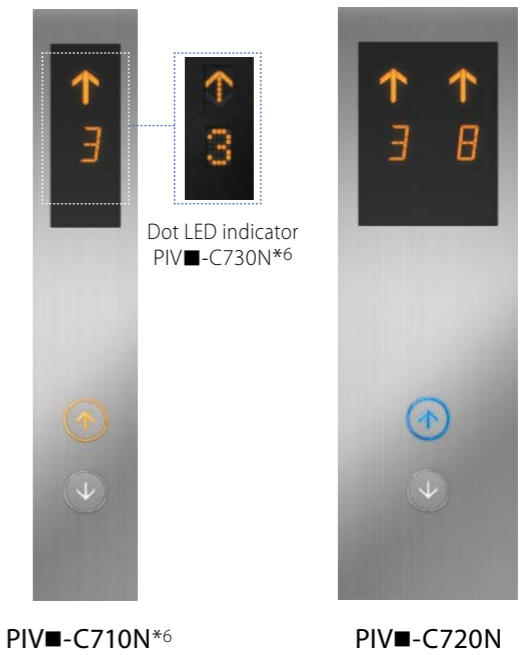 3
3
3 8
Dot LED indicator
PIV■-C730N*6
PIV■-C710N*6
PIV■-C720N